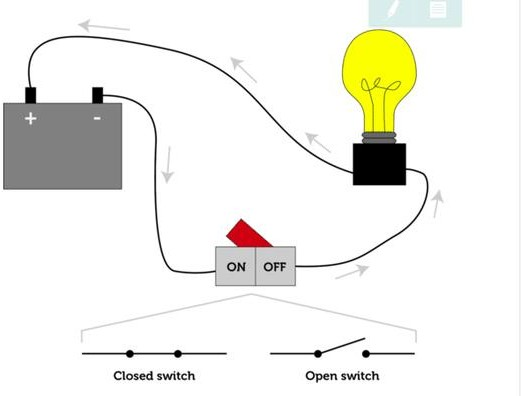 + -
ON OFF
Closed switch
Open switch